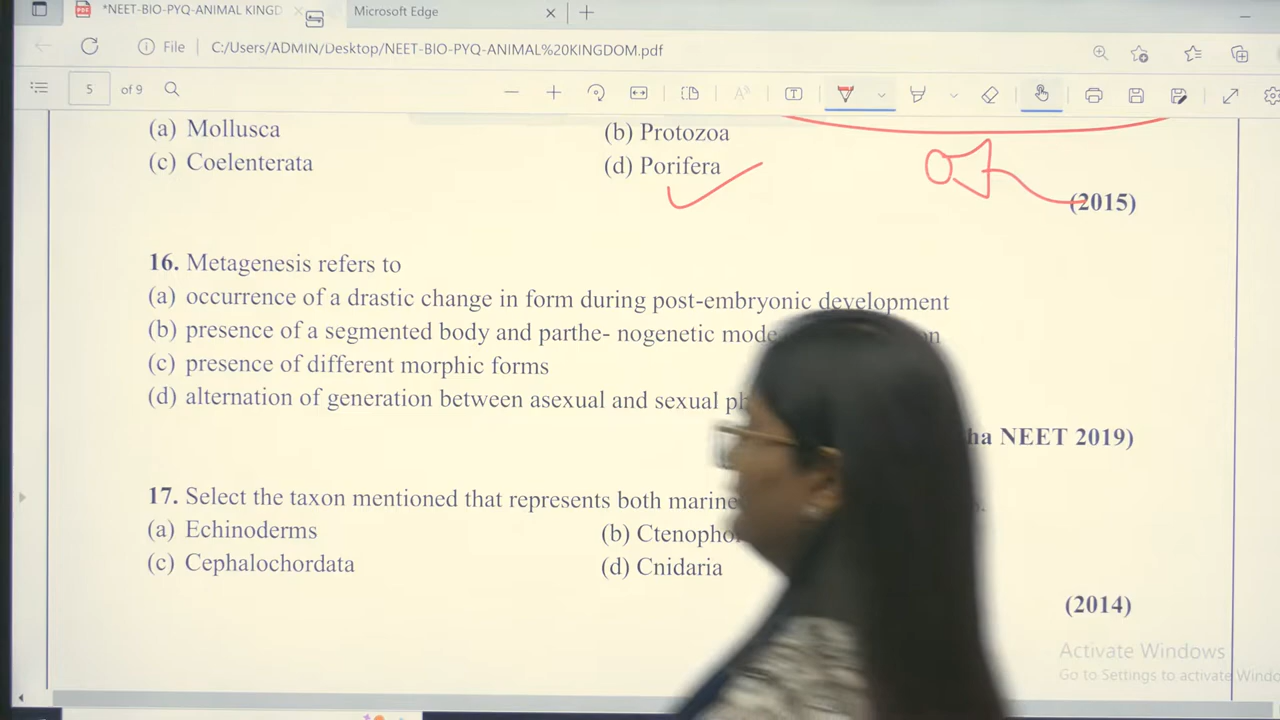 *NEET-BIO-PYQ-ANIMAL KINGD
Microsoft Edge
File C:/Users/ADMIN/Desktop/NEET-BIO-PYQ-ANIMAL%20KINGDOM.pdf
5 of 9
(a) Mollusca (b) Protozoa
(c) Coelenterata (d) Porifera
(2015)
16. Metagenesis refers to
(a) occurrence of a drastic change in form during post-embryonic development
(b) presence of a segmented body and parthe- nogenetic mode
(c) presence of different morphic forms
(d) alternation of generation between asexual and sexual
NEET 2019)
17. Select the taxon mentioned that represents both marine
(a) Echinoderms (b) Ctenopho
(c) Cephalochordata (d) Cnidaria
(2014)
Activate Windows
Go to Settings to activate Windo